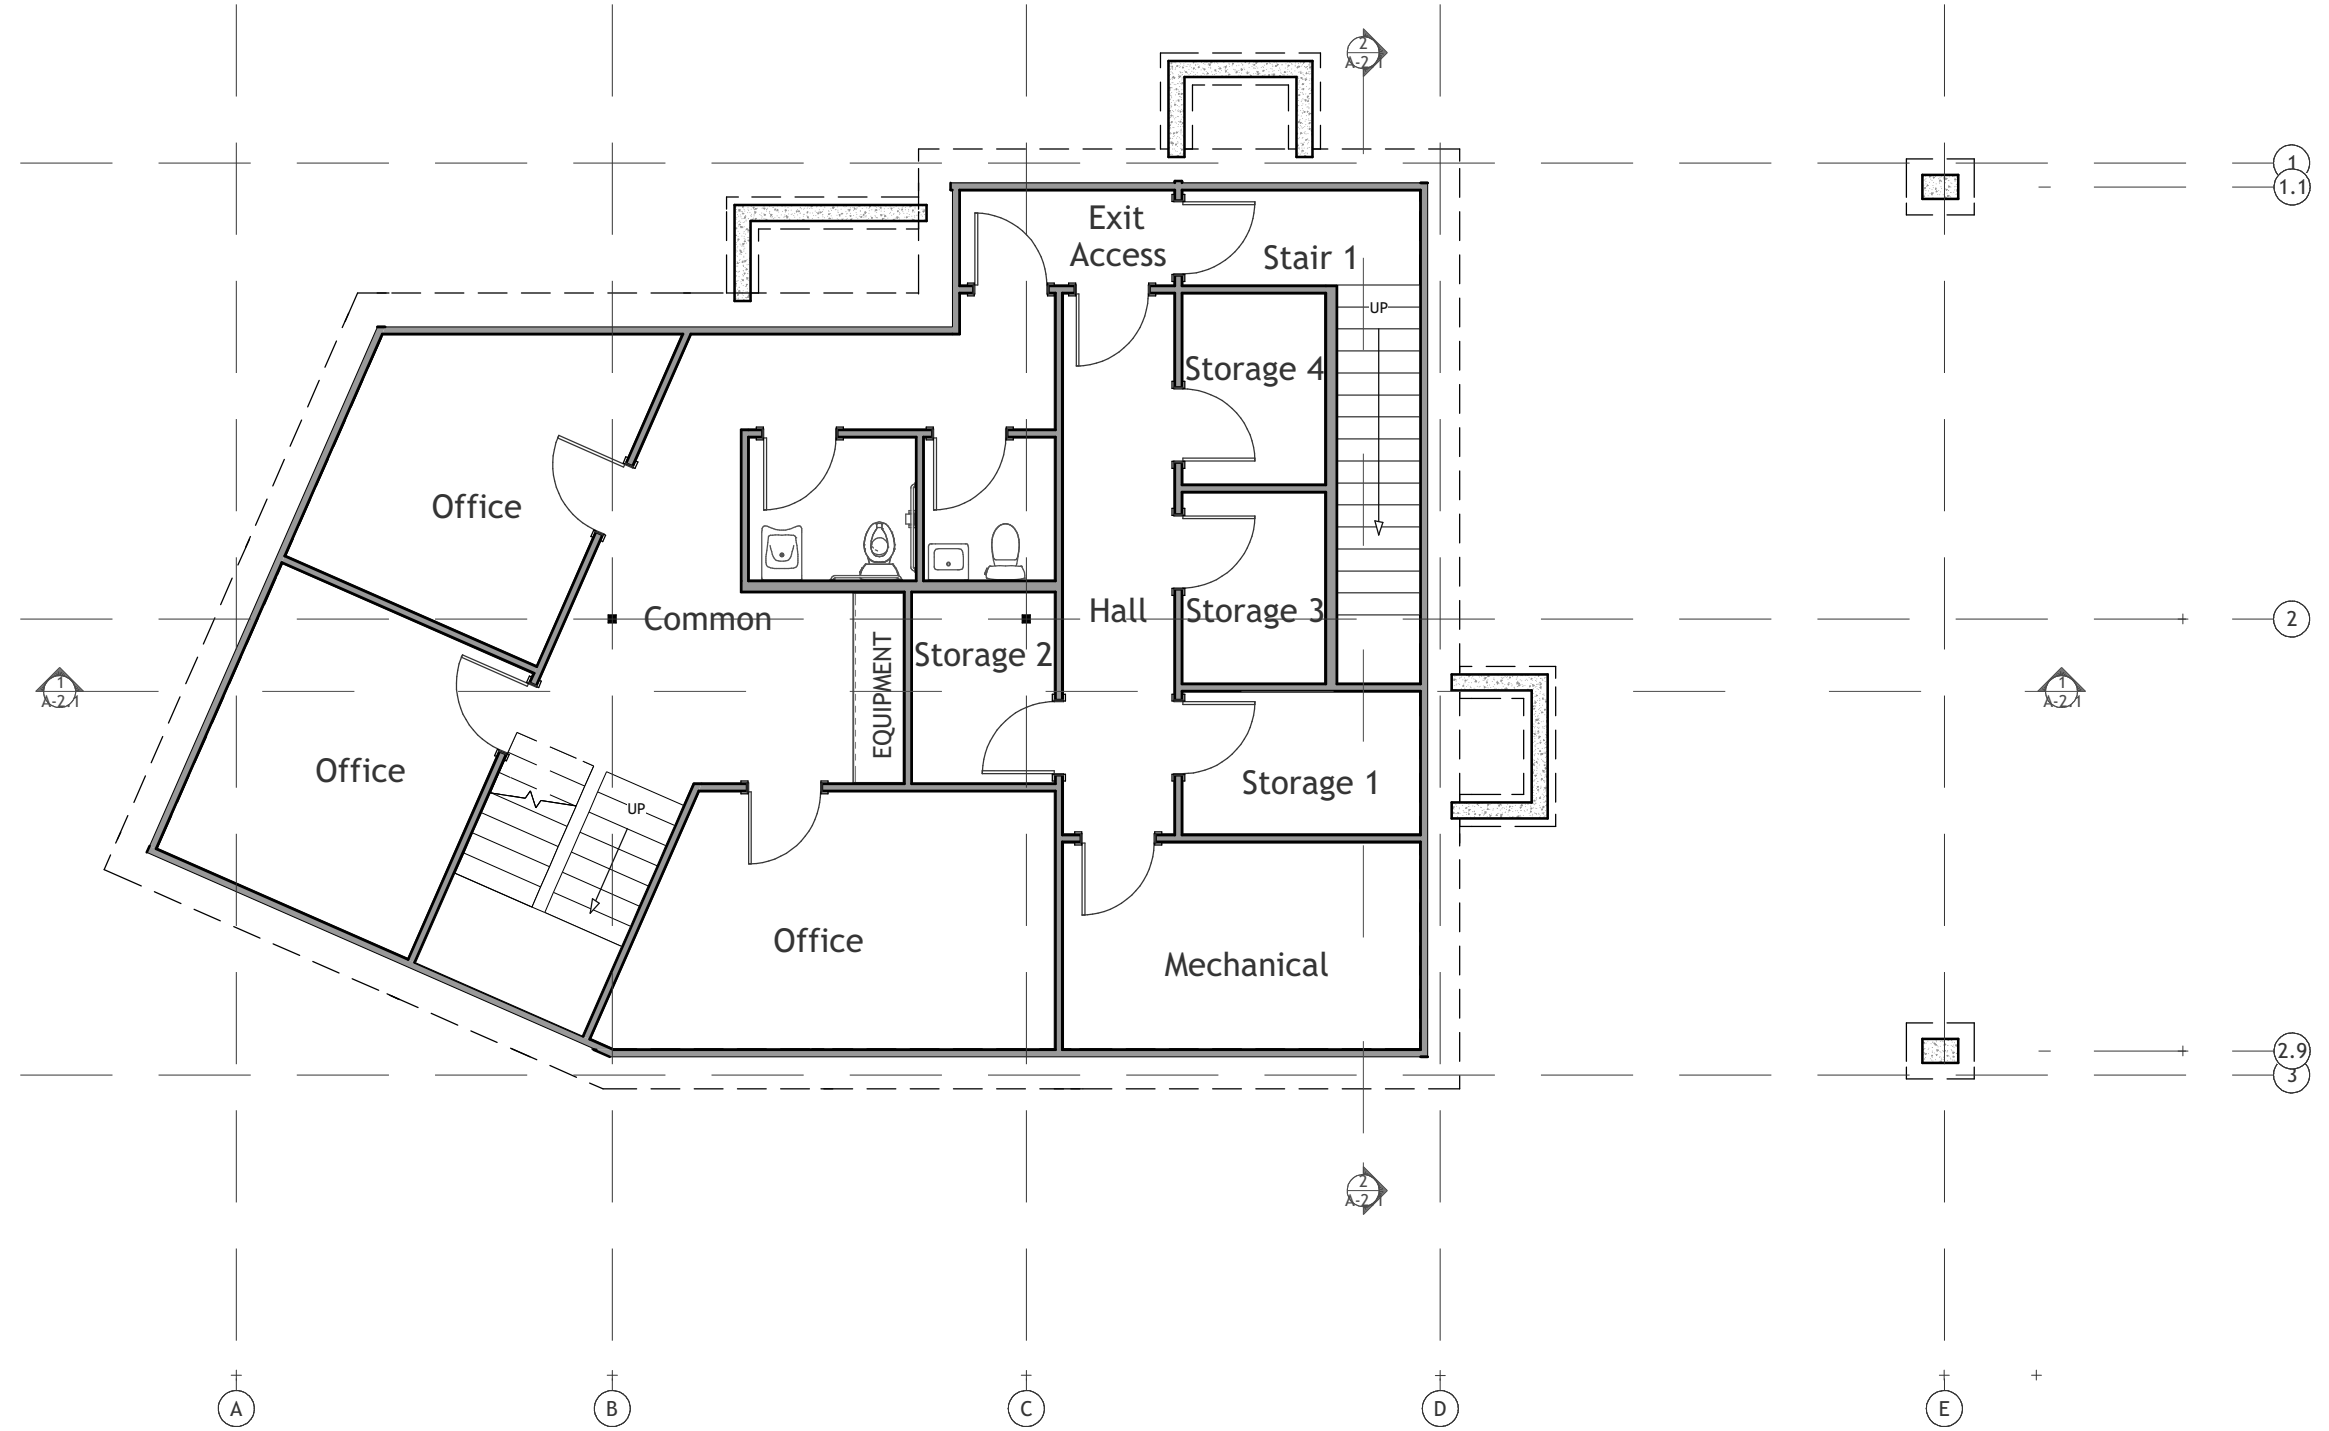 2
A-2.1
1
1.1
Exit
Access
Stair 1
UP
Storage 4
Office
Common
Hall
Storage 3
2
Storage 2
EQUIPMENT
1
A-2.1
1
A-2.1
Office
Storage 1
UP
Office
Mechanical
2.9
3
2
A-2.1
A
B
C
D
E